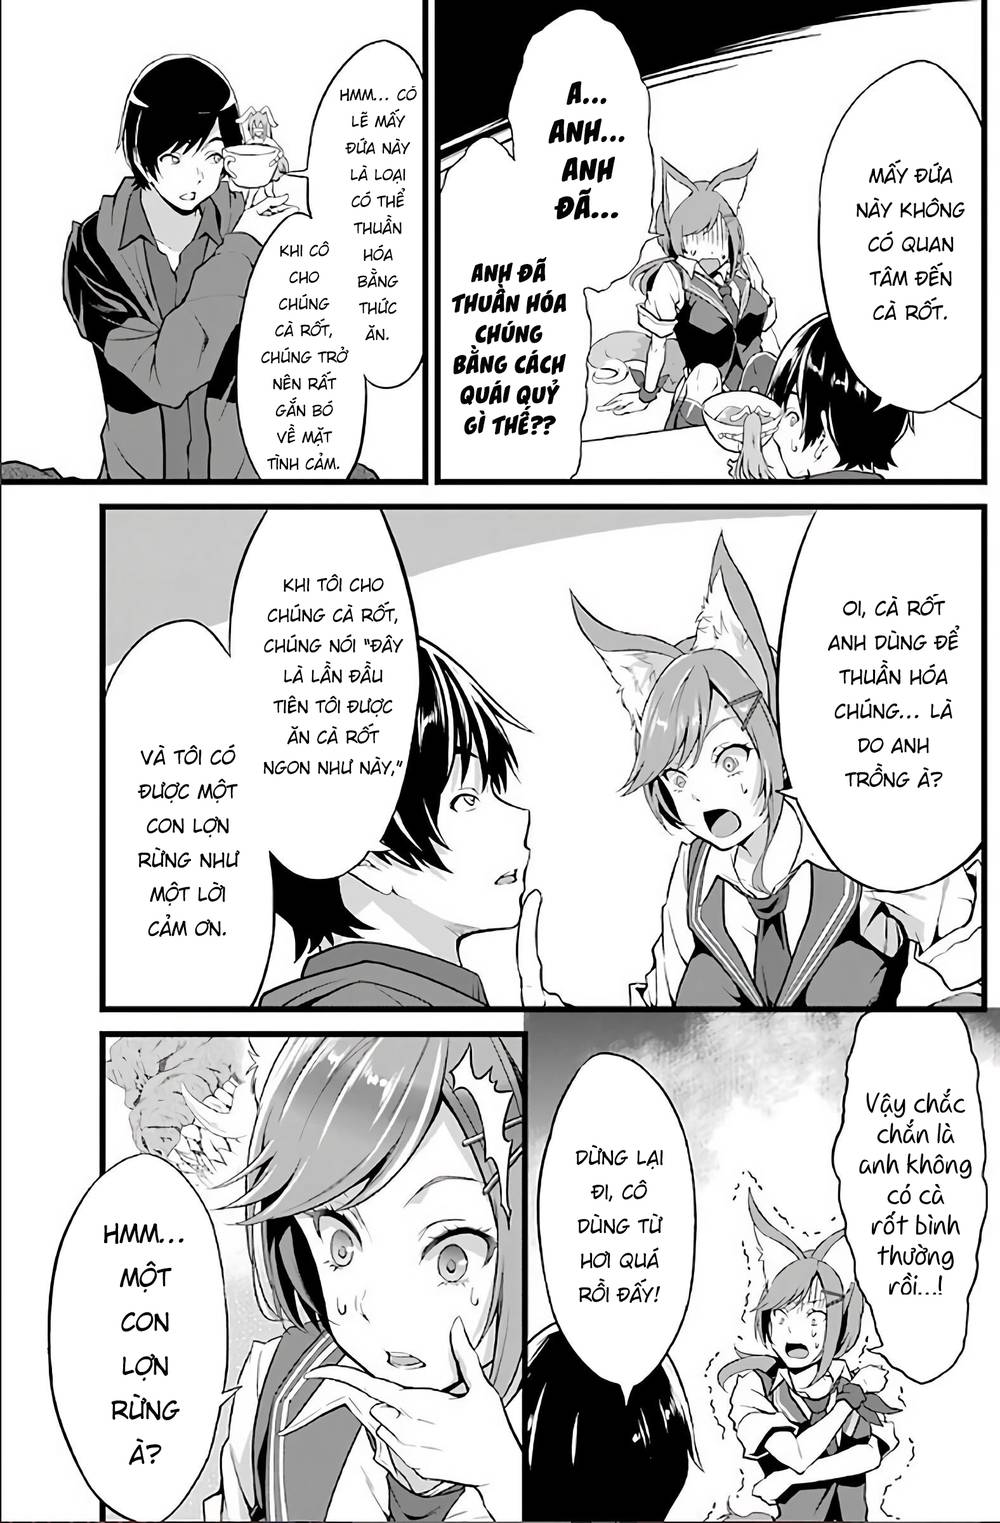 MẤY ĐỨA
NÀY KHÔNG
CÓ QUAN
TÂM ĐẾN
CÀ RỐT.
A...
ANH...
ANH
ĐÃ...
ANH ĐÃ
THUẦN HÓA
CHÚNG
BẰNG CÁCH
QUÁI QUỶ
GÌ THẾ??
HMM... CÓ
LẼ MẤY
ĐỨA NÀY
LÀ LOẠI
CÓ THỂ
THUẦN
HÓA
BẰNG
THỨC
ĂN.
KHI CÔ
CHO
CHÚNG
CÀ RỐT,
CHÚNG TRỞ
NÊN RẤT
GẮN BÓ
VỀ MẶT
TÌNH CẢM.
OI, CÀ RỐT
ANH DÙNG ĐỂ
THUẦN HÓA
CHÚNG... LÀ
DO ANH
TRỒNG À?
KHI TÔI CHO
CHÚNG CÀ RỐT,
CHÚNG NÓI "ĐÂY
LÀ LẦN ĐẦU
TIÊN TÔI ĐƯỢC
ĂN CÀ RỐT
NGON NHƯ NÀY,"
VÀ TÔI CÓ
ĐƯỢC MỘT
CON LỢN
RỪNG NHƯ
MỘT LỜI
CẢM ƠN.
Vậy chắc
chắn là
anh không
có cà
rốt bình
thường
rồi...!
DỪNG LẠI
ĐI, CÔ
DÙNG TỪ
HƠI QUÁ
RỒI ĐẤY!
HMM...
MỘT
CON
LỢN
RỪNG
À?